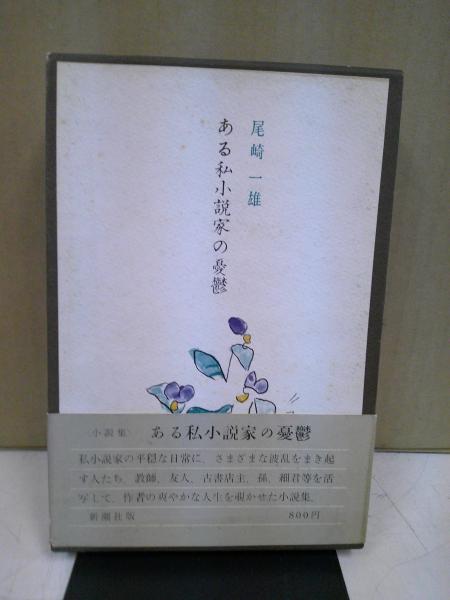 尾崎一雄
ある私小説家の憂鬱
〈小説集〉 ある私小説家の憂鬱
私小説家の平穏な日常に、さまざまな波乱をまき起
す人たち、教師、友人、古書店主、孫、細君等を活
写して、作者の爽やかな人生を覗かせた小説集。
新潮社版 800円